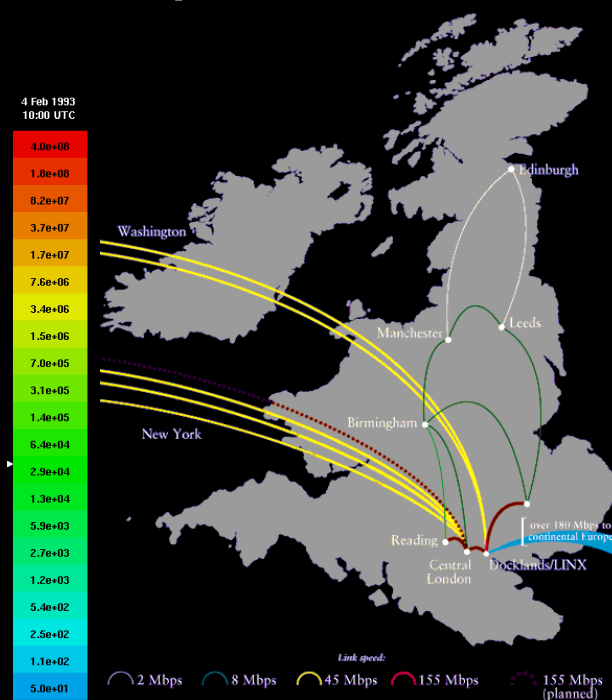 4 Feb 1993
10:00 UTC
4.0e+08
1.8e+08
8.2e+07
3.7e+07
1.7e+07
7.6e+06
3.4e+06
1.5e+06
7.0e+05
3.1e+05
1.4e+05
6.4e+04
2.9e+04
1.3e+04
5.9e+03
2.7e+03
1.2e+03
5.4e+02
2.5e+02
1.1e+02
5.0e+01
Edinburgh
Washington
Leeds
Manchester
Birmingham
New York
over 180 Mbps to
continental Europe
Reading
Central
London
Docklands/LINX
Link speed:
2 Mbps
8 Mbps
45 Mbps
155 Mbps
155 Mbps
(planned)